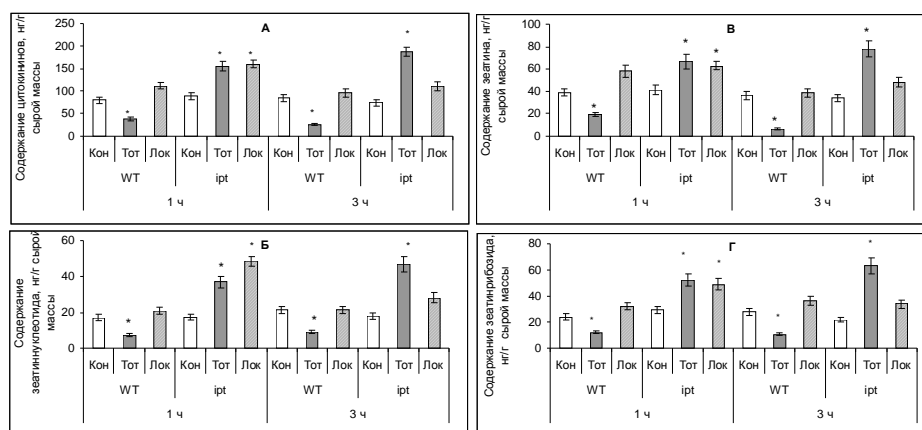 А
Содержание цитокининов, нг/г
сырой массы
250
200
150
100
50
0
* * * * *
Кон Тот Лок Кон Тот Лок Кон Тот Лок Кон Тот Лок
WT ipt WT ipt
1 ч 3 ч
В
Содержание зеатина, нг/г
сырой массы
100
80
60
40
20
0
* * * * *
Кон Тот Лок Кон Тот Лок Кон Тот Лок Кон Тот Лок
WT ipt WT ipt
1 ч 3 ч
Б
Содержание
зеатиннуклеотида, нг/г сырой
массы
60
40
20
0
* * * * *
Кон Тот Лок Кон Тот Лок Кон Тот Лок Кон Тот Лок
WT ipt WT ipt
1 ч 3 ч
Г
Содержание зеатинрибозида,
нг/г сырой массы
80
60
40
20
0
* * * * *
Кон Тот Лок Кон Тот Лок Кон Тот Лок Кон Тот Лок
WT ipt WT ipt
1 ч 3 ч